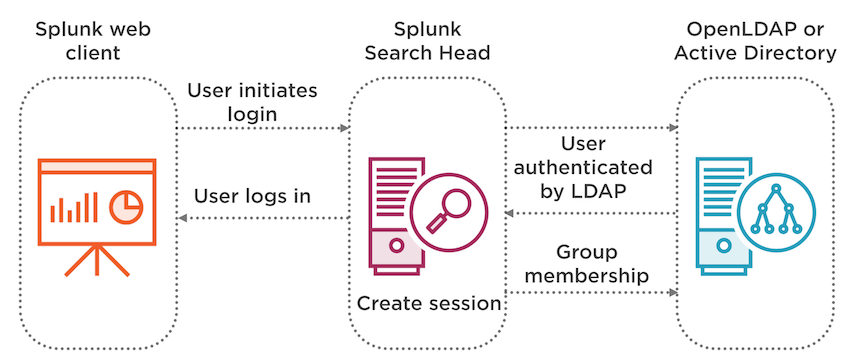 Splunk web
client
Splunk
Search Head
OpenLDAP or
Active Directory
User initiates
login
User logs in
User
authenticated
by LDAP
Group
membership
Create session